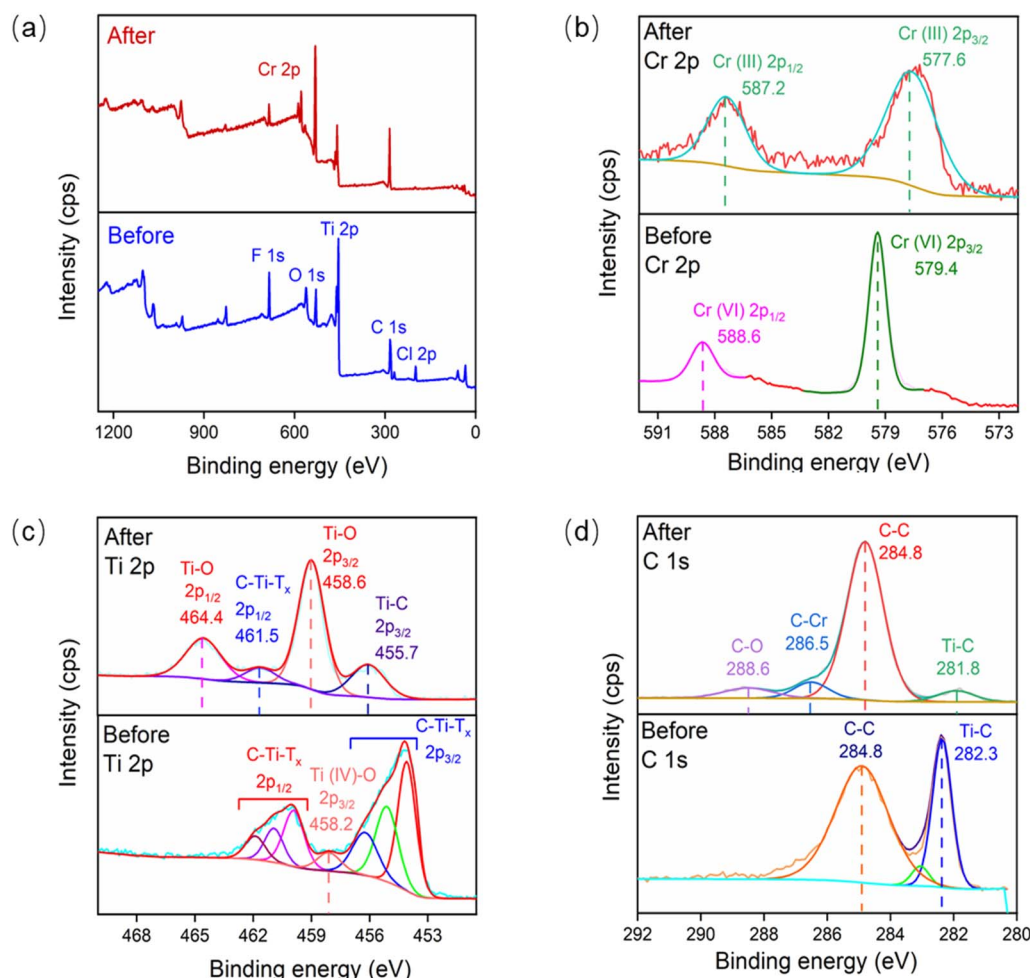 (a)
After
Cr 2p
Before
Ti 2p
F 1s
O 1s
C 1s
Cl 2p
Intensity (cps)
1200 900 600 300 0
Binding energy (eV)
(b)
After
Cr 2p
Cr (III) 2p1/2
587.2
Cr (III) 2p3/2
577.6
Before
Cr 2p
Cr (VI) 2p3/2
579.4
Cr (VI) 2p1/2
588.6
Intensity (cps)
591 588 585 582 579 576 573
Binding energy (eV)
(c)
After
Ti 2p
Ti-O
2p1/2
464.4
C-Ti-Tx
2p1/2
461.5
Ti-O
2p3/2
458.6
Ti-C
2p3/2
455.7
Before
Ti 2p
C-Ti-Tx
2p1/2
Ti (IV)-O
2p3/2
458.2
C-Ti-Tx
2p3/2
Intensity (cps)
468 465 462 459 456 453
Binding energy (eV)
(d)
After
C 1s
C-C
284.8
C-Cr
286.5
C-O
288.6
Ti-C
281.8
Before
C 1s
C-C
284.8
Ti-C
282.3
Intensity (cps)
292 290 288 286 284 282 280
Binding energy (eV)